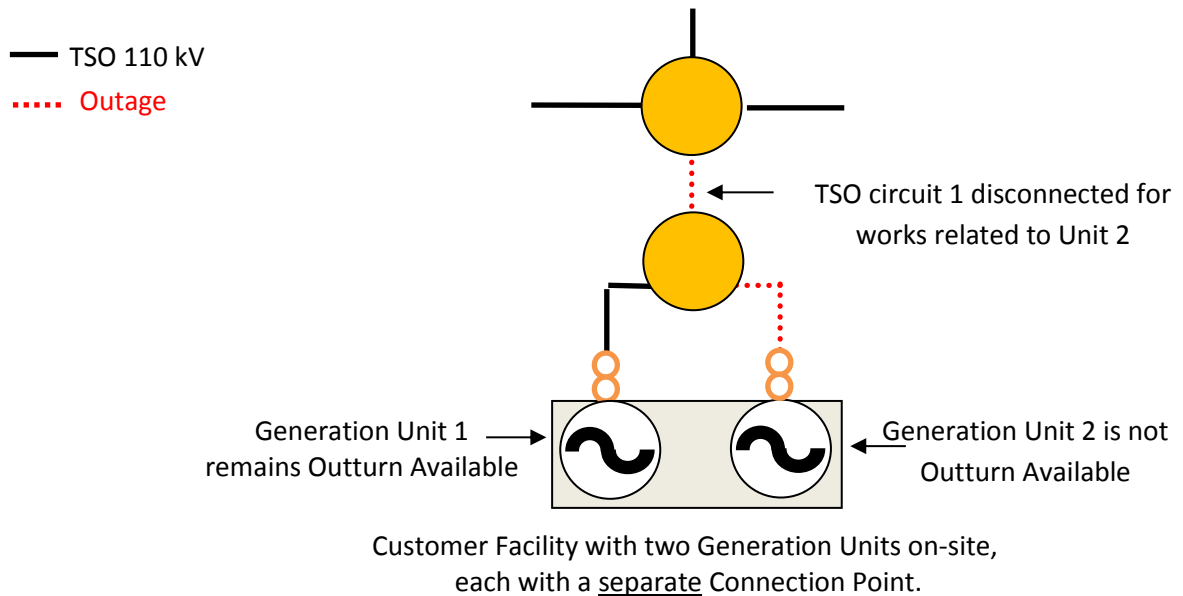 TSO 110 kV
Outage
TSO circuit 1 disconnected for
works related to Unit 2
Generation Unit 1
remains Outturn Available
Generation Unit 2 is not
Outturn Available
Customer Facility with two Generation Units on-site,
each with a separate Connection Point.